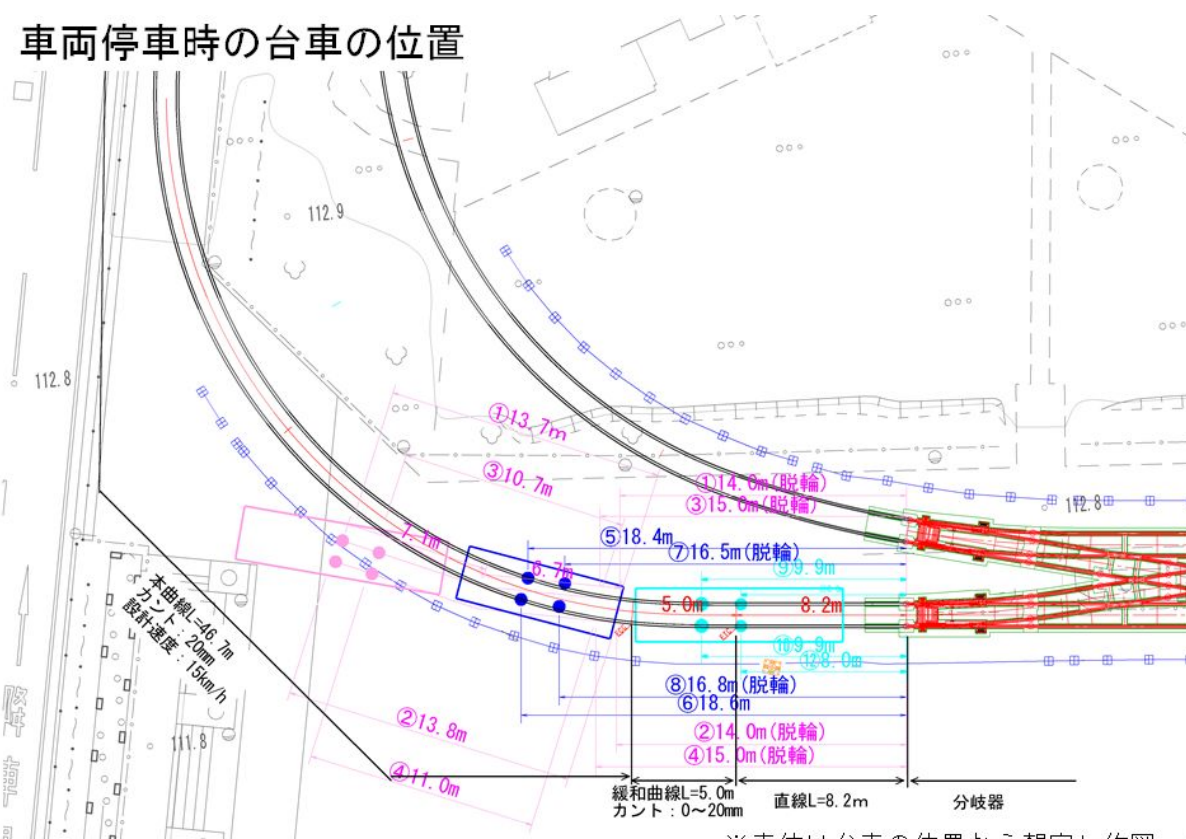 車両停車時の台車の位置
112.9
112.8
①13.7m
③10.7m
①14.0m(脱輪)
③15.0m(脱輪)
112.8
7.1m
⑤18.4m
⑦16.5m(脱輪)
6.7m
⑨9.9m
5.0m
8.2m
本曲線L=46.7m
カント:20mm
設計速度:15km/h
⑩9.9m
⑫8.0m
⑧16.8m(脱輪)
⑥18.6m
②13.8m
②14.0m(脱輪)
111.8
④11.0m
④15.0m(脱輪)
緩和曲線L=5.0m
カント:0~20mm
直線L=8.2m
分岐器